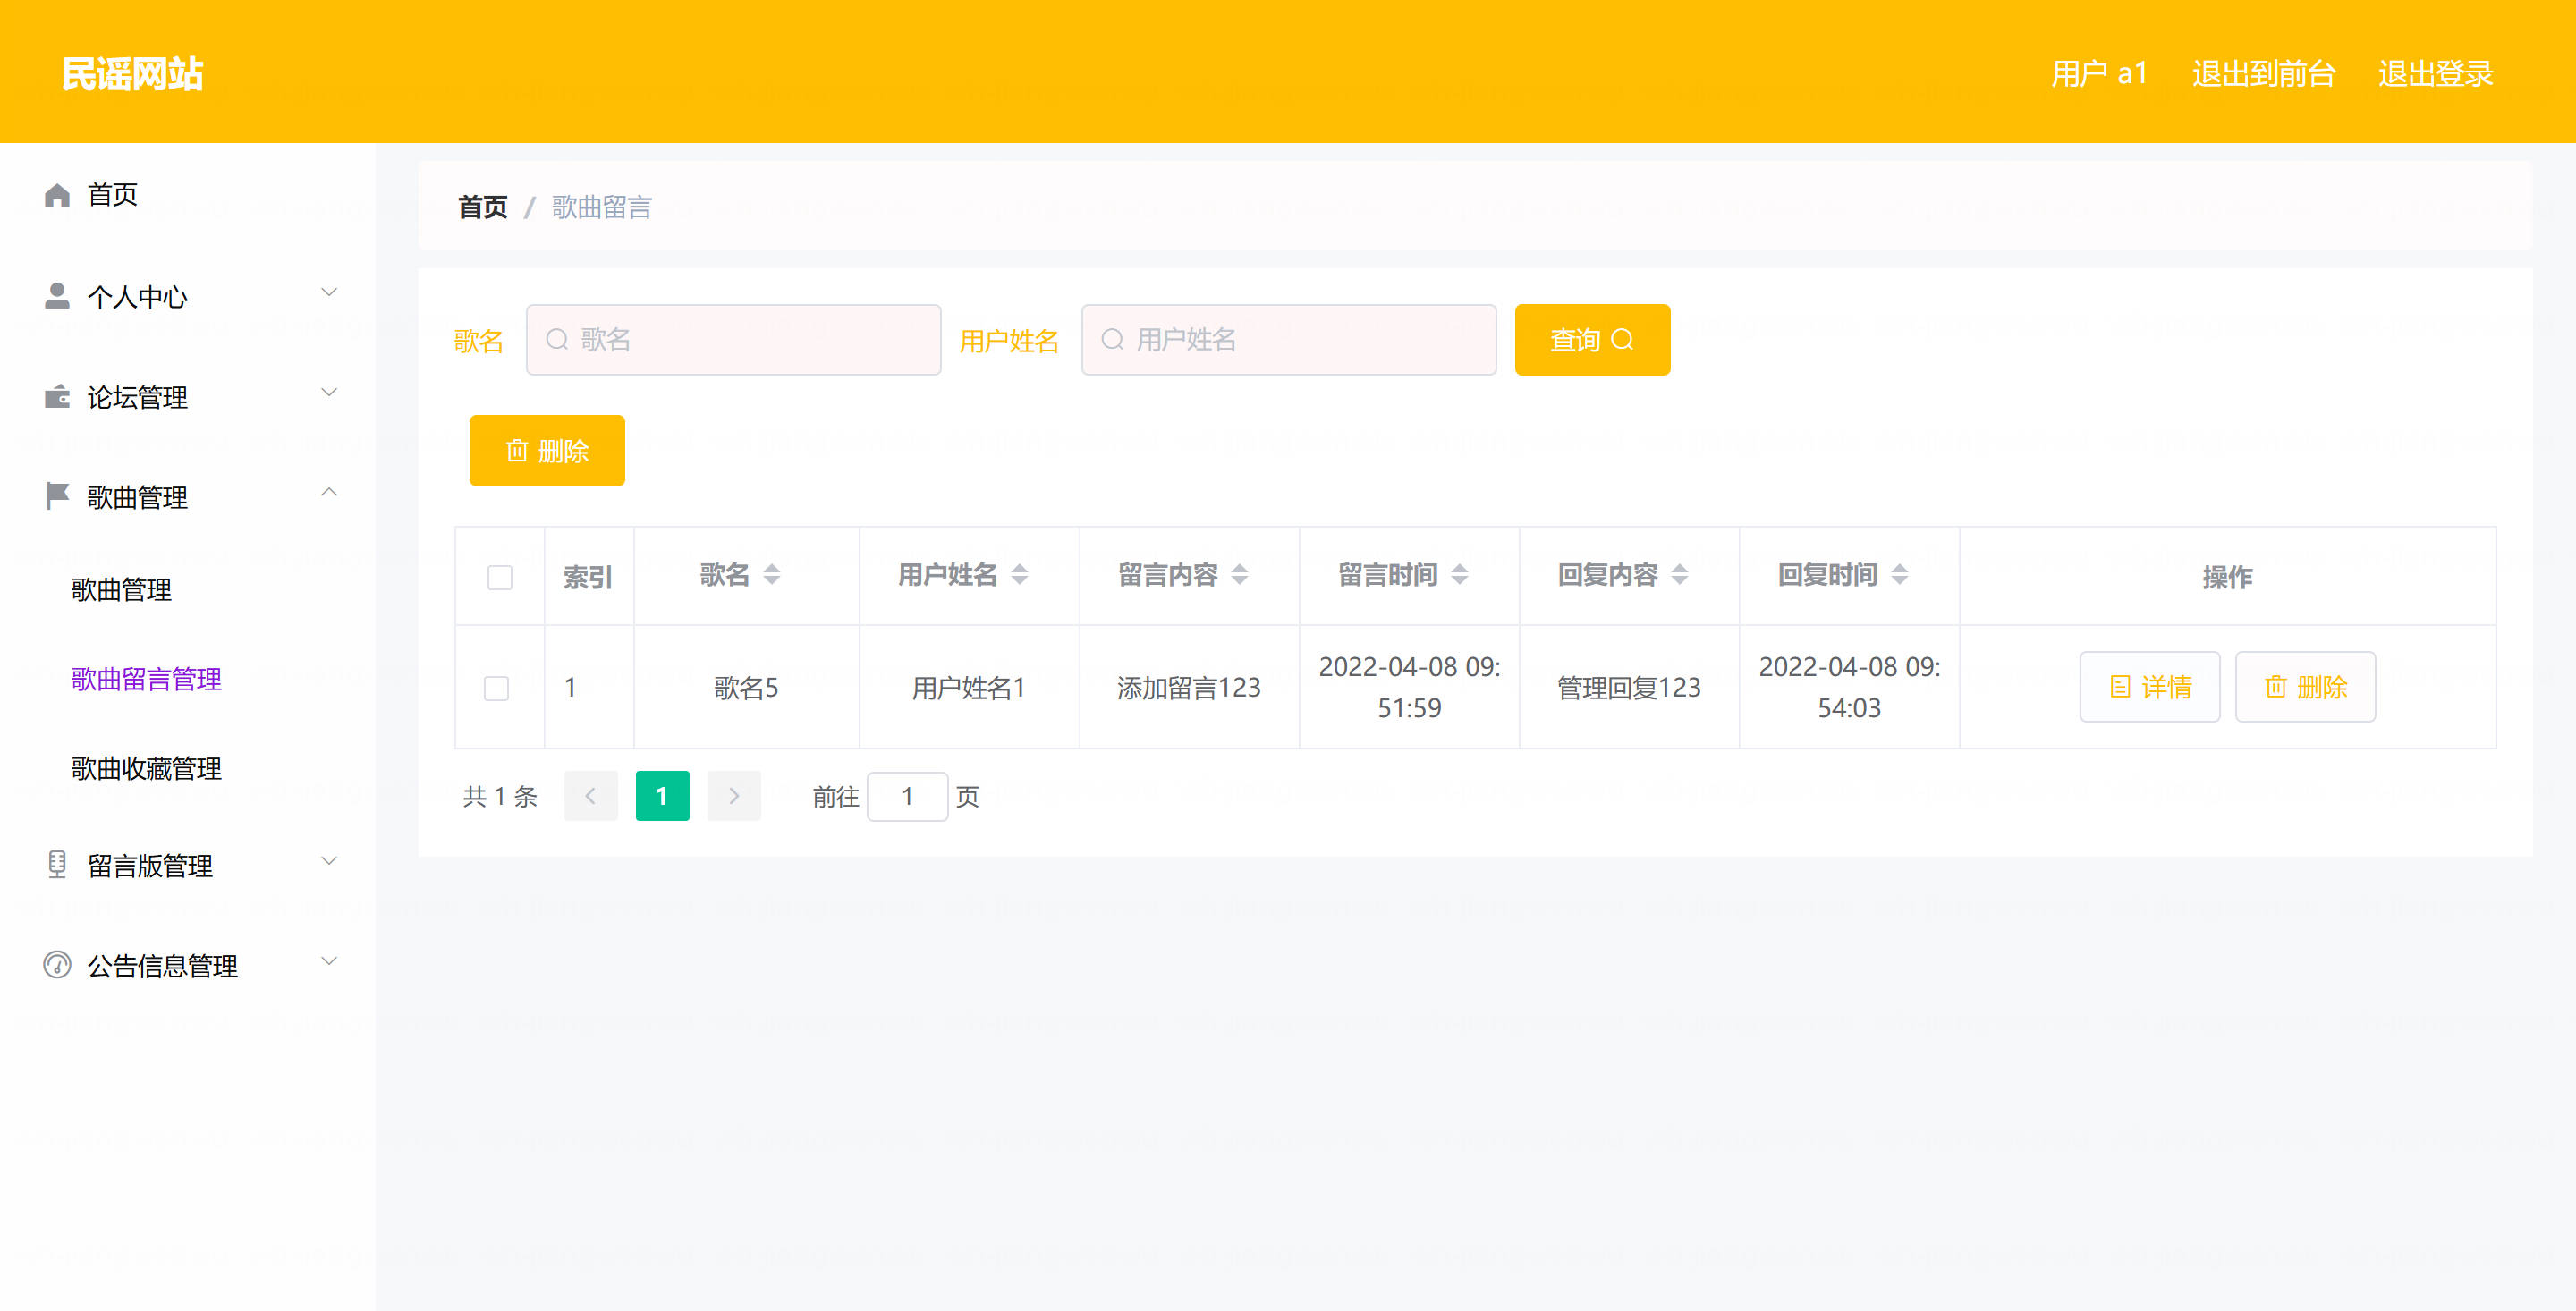 民谣网站
用户 a1 退出到前台 退出登录
首页
个人中心
论坛管理
歌曲管理
歌曲管理
歌曲留言管理
歌曲收藏管理
留言版管理
公告信息管理
首页 / 歌曲留言
歌名 歌名 用户姓名 用户姓名 查询
删除
索引 歌名 用户姓名 留言内容 留言时间 回复内容 回复时间 操作
1 歌名5 用户姓名1 添加留言123 2022-04-08 09:51:59 管理回复123 2022-04-08 09:54:03 详情 删除
共 1 条 1 前往 1 页